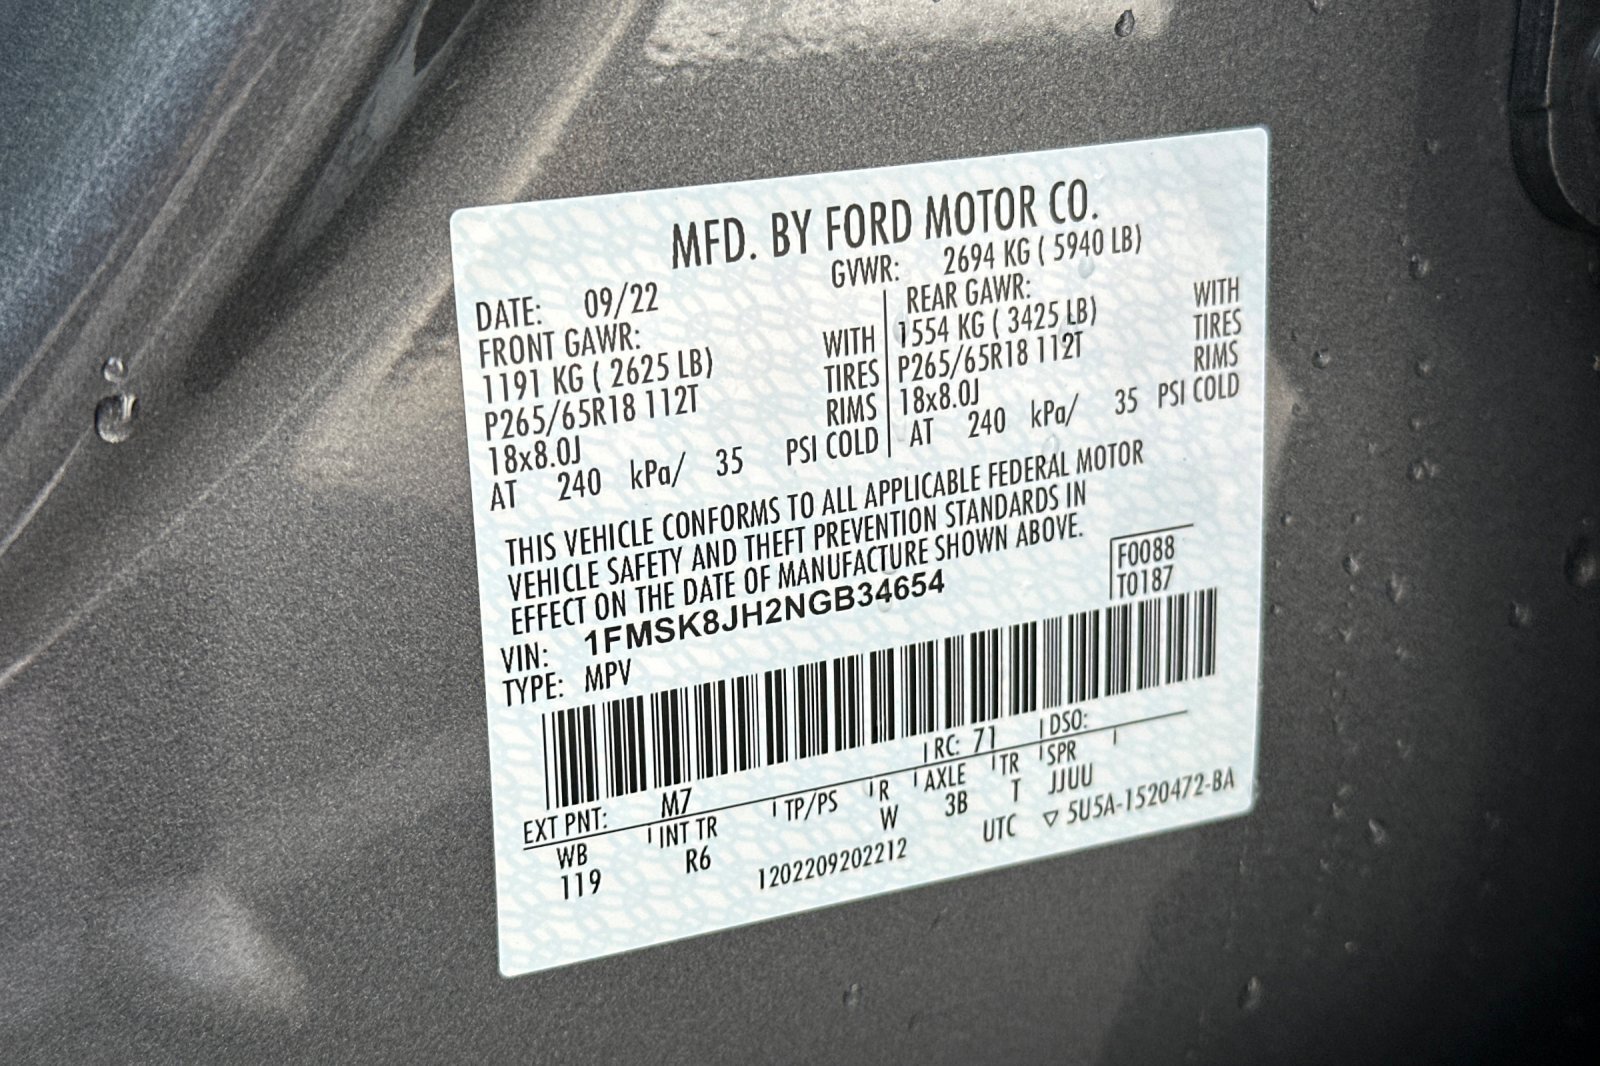 MFD. BY FORD MOTOR CO.
DATE: 09/22 GVWR: 2694 KG ( 5940 LB)
FRONT GAWR: REAR GAWR:
1191 KG ( 2625 LB) WITH 1554 KG ( 3425 LB) WITH
P265/65R18 112T TIRES P265/65R18 112T TIRES
18x8.0J RIMS 18x8.0J RIMS
AT 240 kPa/ 35 PSI COLD AT 240 kPa/ 35 PSI COLD
THIS VEHICLE CONFORMS TO ALL APPLICABLE FEDERAL MOTOR
VEHICLE SAFETY AND THEFT PREVENTION STANDARDS IN
EFFECT ON THE DATE OF MANUFACTURE SHOWN ABOVE.
VIN: 1FMSK8JH2NGB34654 F0088
TYPE: MPV T0187
EXT PNT: M7 RC: 71 DSO:
WB INT TR TP/PS R AXLE TR SPR
119 R6 W 3B T JJUU
1202209202212 UTC ▽ 5U5A-1520472-BA